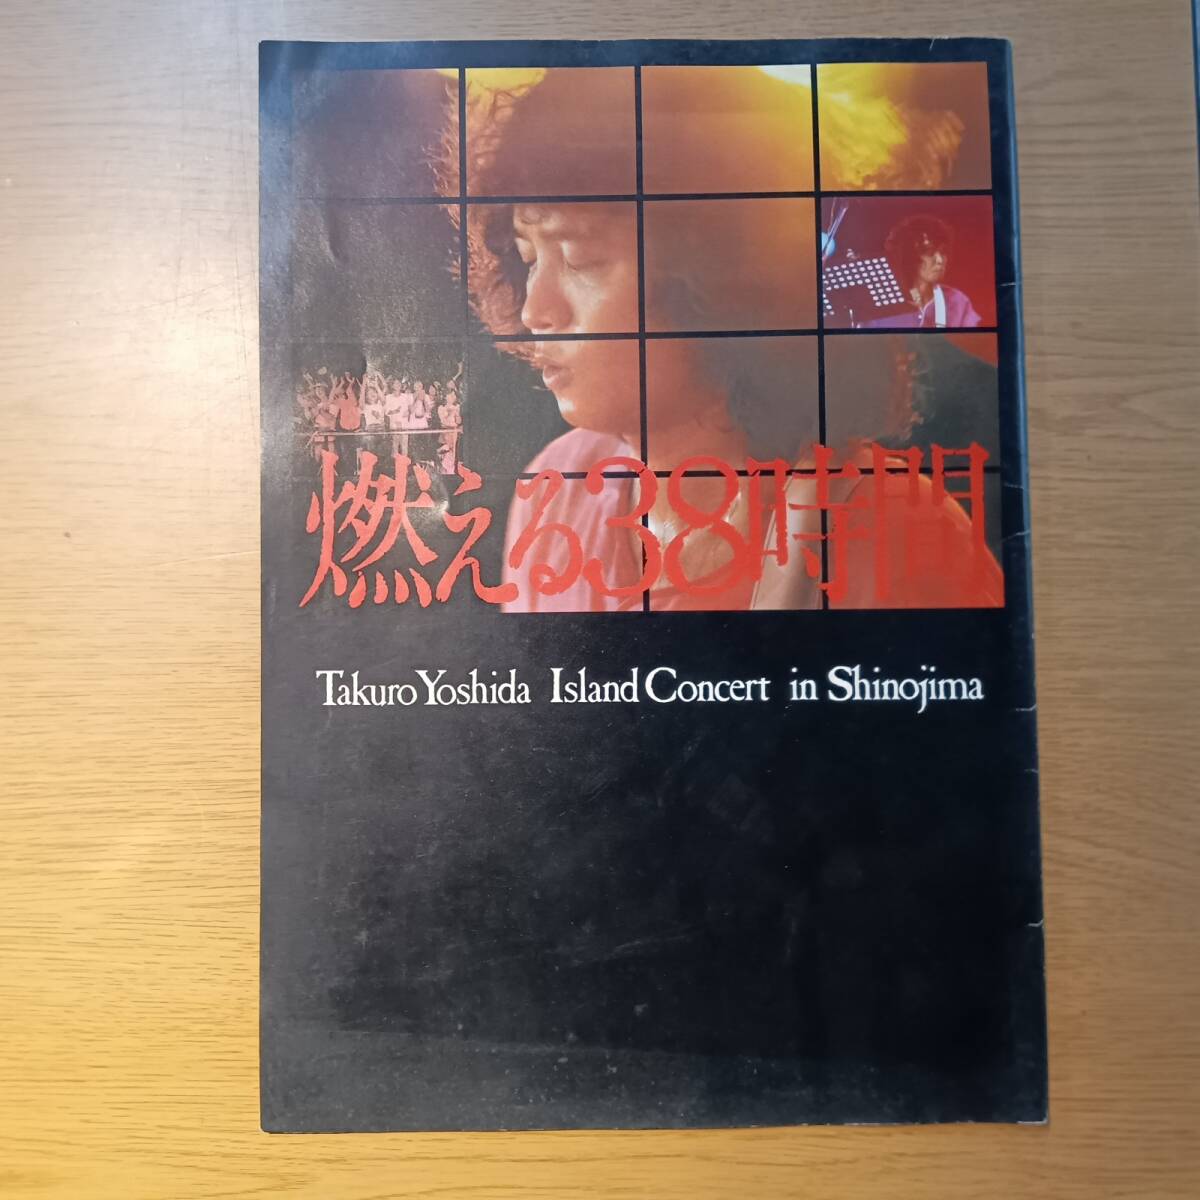 燃える38時間
Takuro Yoshida Island Concert in Shinojima